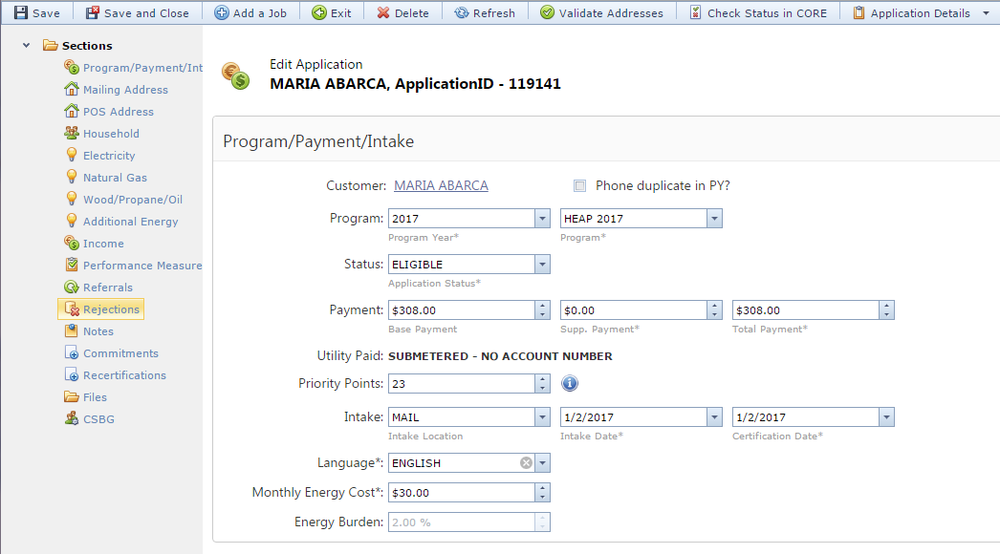 Save Save and Close Add a Job Exit Delete Refresh Validate Addresses Check Status in CORE Application Details
Sections
Program/Payment/Int
Mailing Address
POS Address
Household
Electricity
Natural Gas
Wood/Propane/Oil
Additional Energy
Income
Performance Measure
Referrals
Rejections
Notes
Commitments
Recertifications
Files
CSBG
Edit Application
MARIA ABARCA, ApplicationID - 119141
Program/Payment/Intake
Customer: MARIA ABARCA Phone duplicate in PY?
Program: 2017 HEAP 2017
Program Year* Program*
Status: ELIGIBLE
Application Status*
Payment: $308.00 $0.00 $308.00
Base Payment Supp. Payment* Total Payment*
Utility Paid: SUBMETERED - NO ACCOUNT NUMBER
Priority Points: 23
Intake: MAIL 1/2/2017 1/2/2017
Intake Location Intake Date* Certification Date*
Language*: ENGLISH
Monthly Energy Cost*: $30.00
Energy Burden: 2.00 %